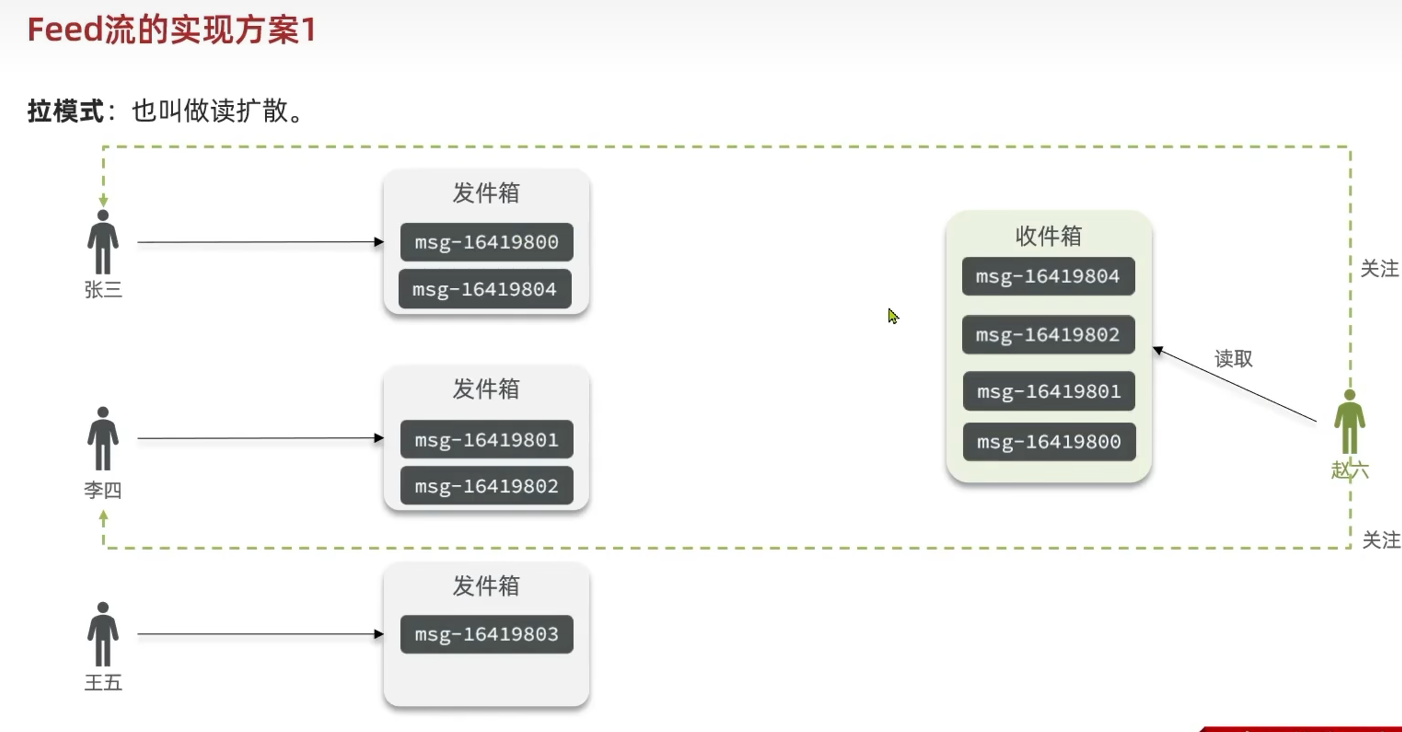 Feed流的实现方案1
拉模式：也叫做读扩散。
发件箱
msg-16419800
msg-16419804
张三
发件箱
msg-16419801
msg-16419802
李四
发件箱
msg-16419803
王五
收件箱
msg-16419804
msg-16419802
msg-16419801
msg-16419800
关注
读取
赵六
关注